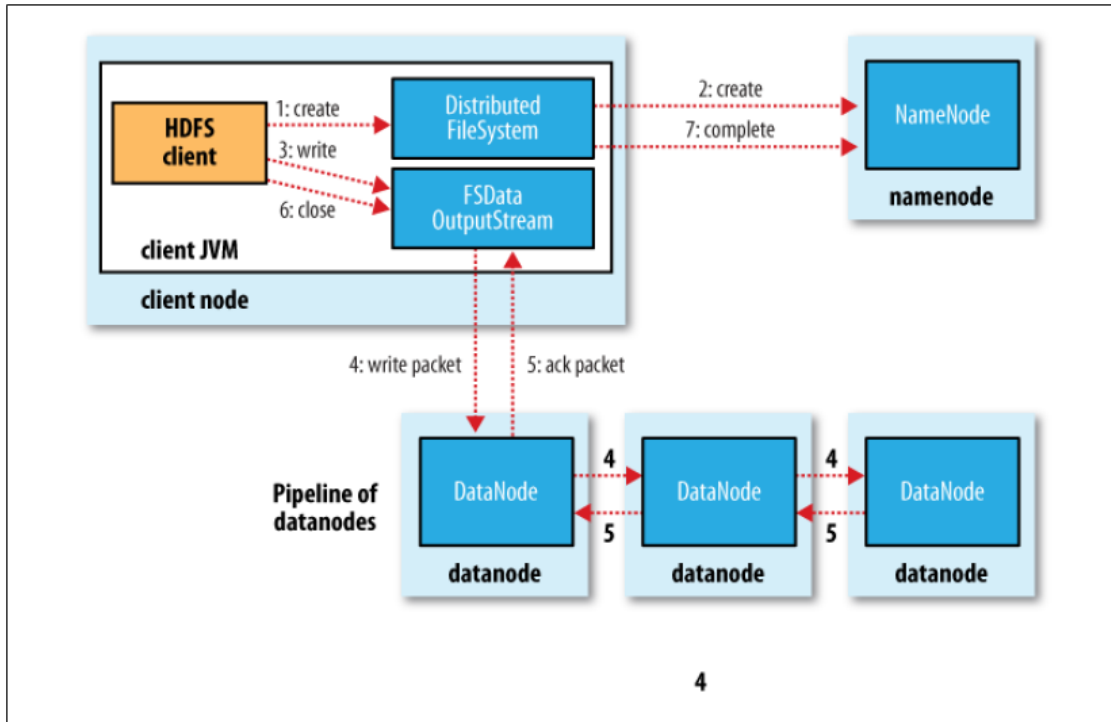 1: create
2: create
7: complete
HDFS
client
Distributed
FileSystem
NameNode
3: write
6: close
FSData
OutputStream
namenode
client JVM
client node
4: write packet
5: ack packet
4
4
Pipeline of
datanodes
DataNode
DataNode
DataNode
5
5
datanode
datanode
datanode
4